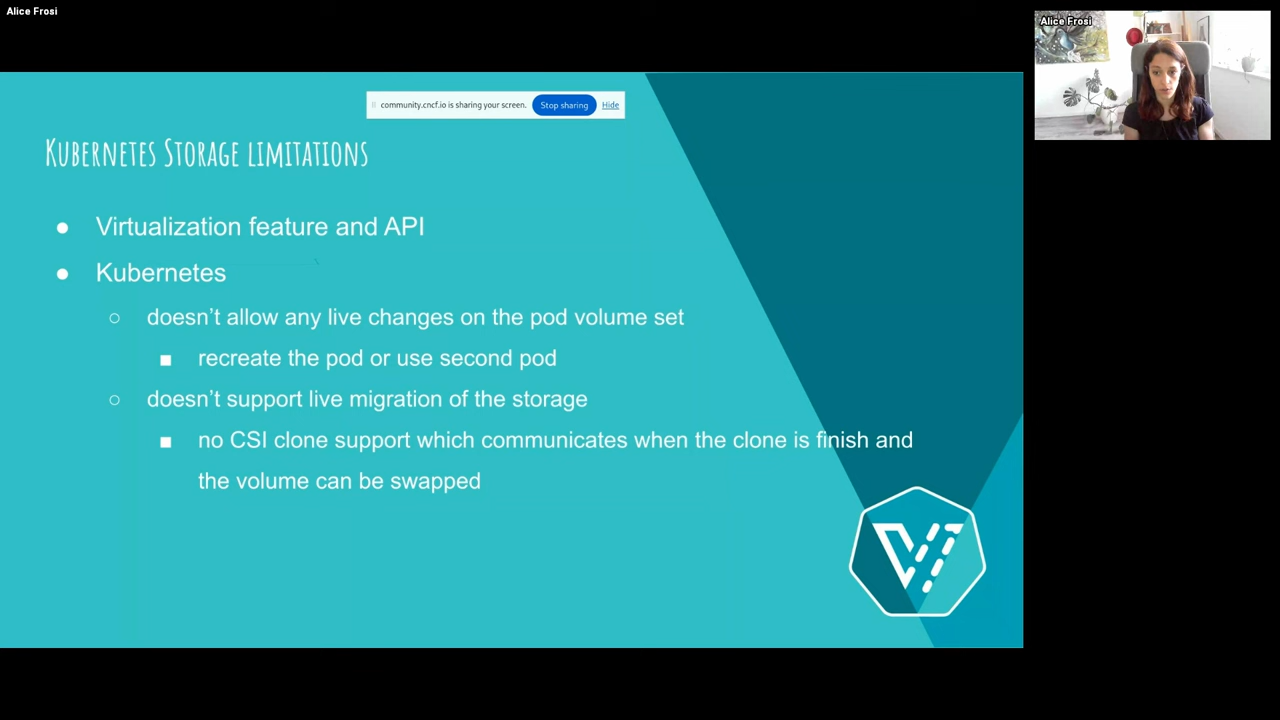 Alice Frosi
Alice Frosi
community.cncf.io is sharing your screen. Stop sharing Hide
Kubernetes Storage limitations
● Virtualization feature and API
● Kubernetes
○ doesn't allow any live changes on the pod volume set
■ recreate the pod or use second pod
○ doesn't support live migration of the storage
■ no CSI clone support which communicates when the clone is finish and
the volume can be swapped